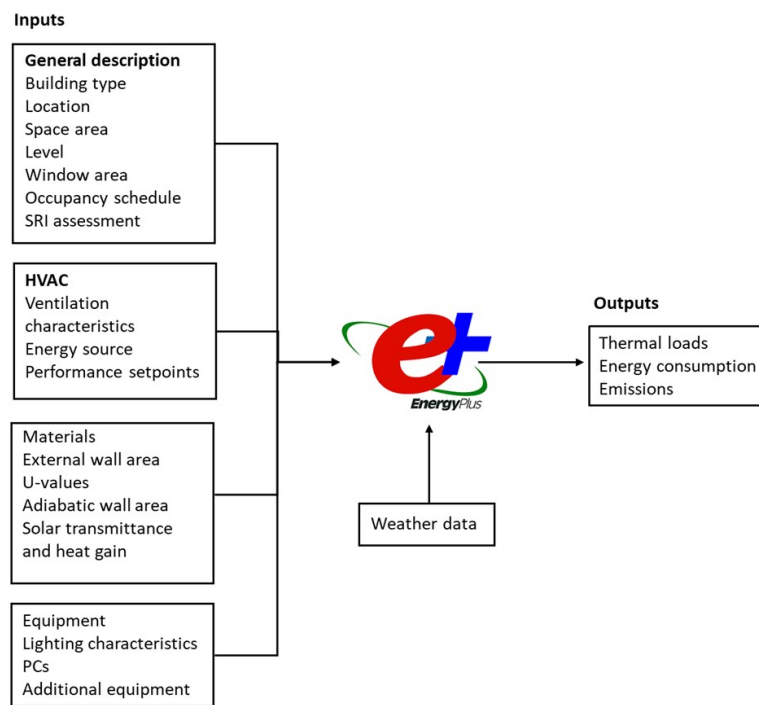 Inputs
General description
Building type
Location
Space area
Level
Window area
Occupancy schedule
SRI assessment
HVAC
Ventilation
characteristics
Energy source
Performance setpoints
Materials
External wall area
U-values
Adiabatic wall area
Solar transmittance
and heat gain
Equipment
Lighting characteristics
PCs
Additional equipment
e+
EnergyPlus
Weather data
Outputs
Thermal loads
Energy consumption
Emissions